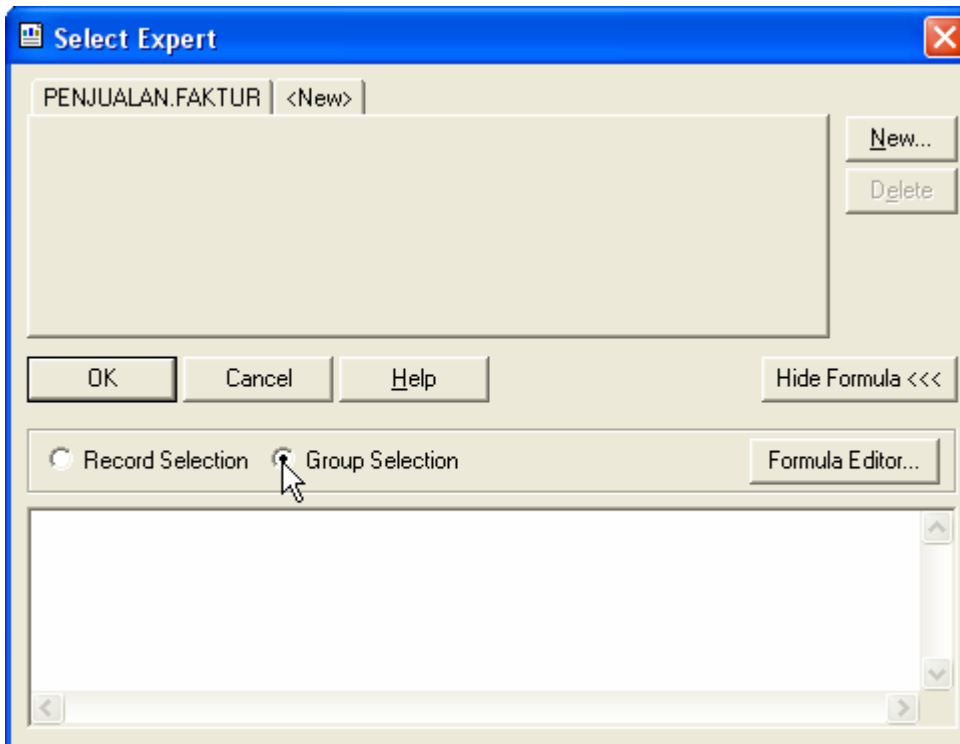 Select Expert
PENJUALAN.FAKTUR <New>
New...
Delete
OK Cancel Help Hide Formula <<<
Record Selection Group Selection Formula Editor...